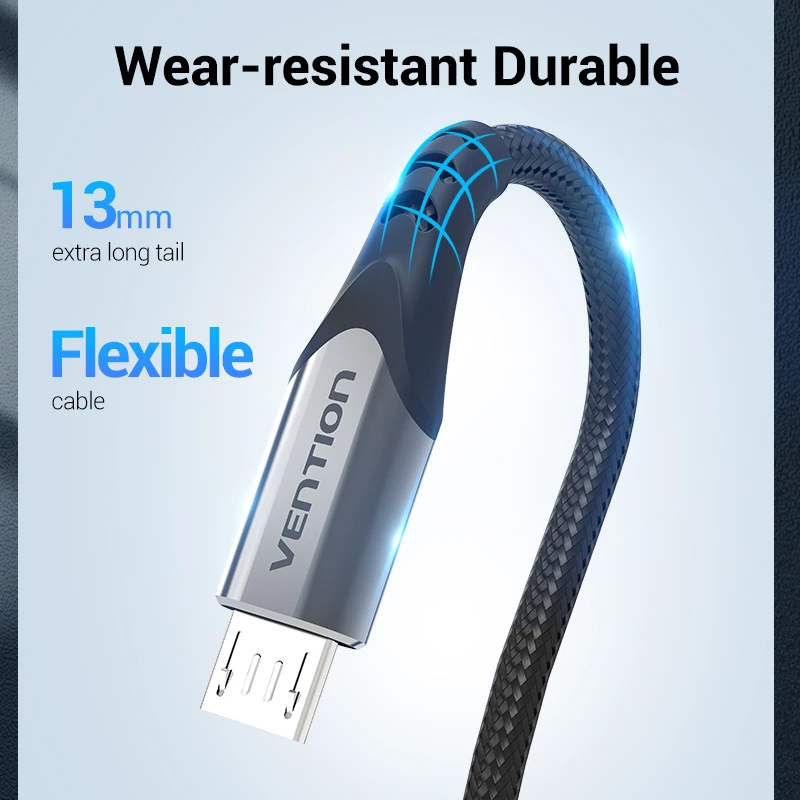 Wear-resistant Durable
13mm
extra long tail
Flexible
cable
VENTION